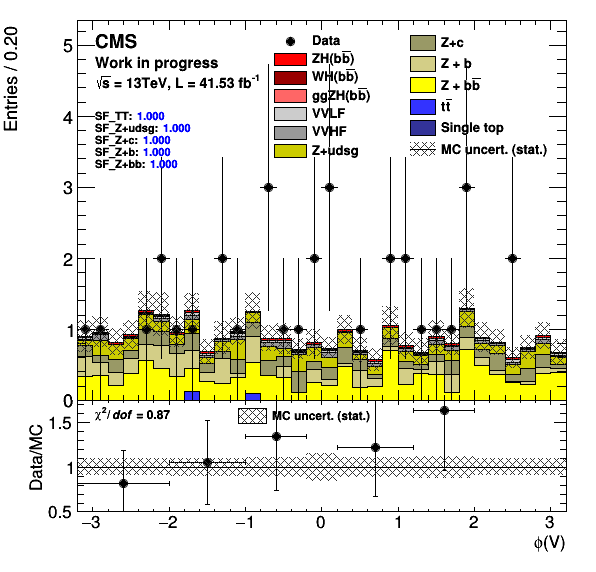 Entries / 0.20
5
4
3
2
1
0
CMS
Work in progress
√s = 13TeV, L = 41.53 fb⁻¹
SF_TT: 1.000
SF_Z+udsg: 1.000
SF_Z+c: 1.000
SF_Z+b: 1.000
SF_Z+bb: 1.000
Data
ZH(bb̅)
WH(bb̅)
ggZH(bb̅)
VVLF
VVHF
Z+udsg
Z+c
Z + b
Z + bb̅
tt̅
Single top
MC uncert. (stat.)
Data/MC
1.5
1
0.5
χ²/dof = 0.87
MC uncert. (stat.)
−3 −2 −1 0 1 2 3
ϕ(V)